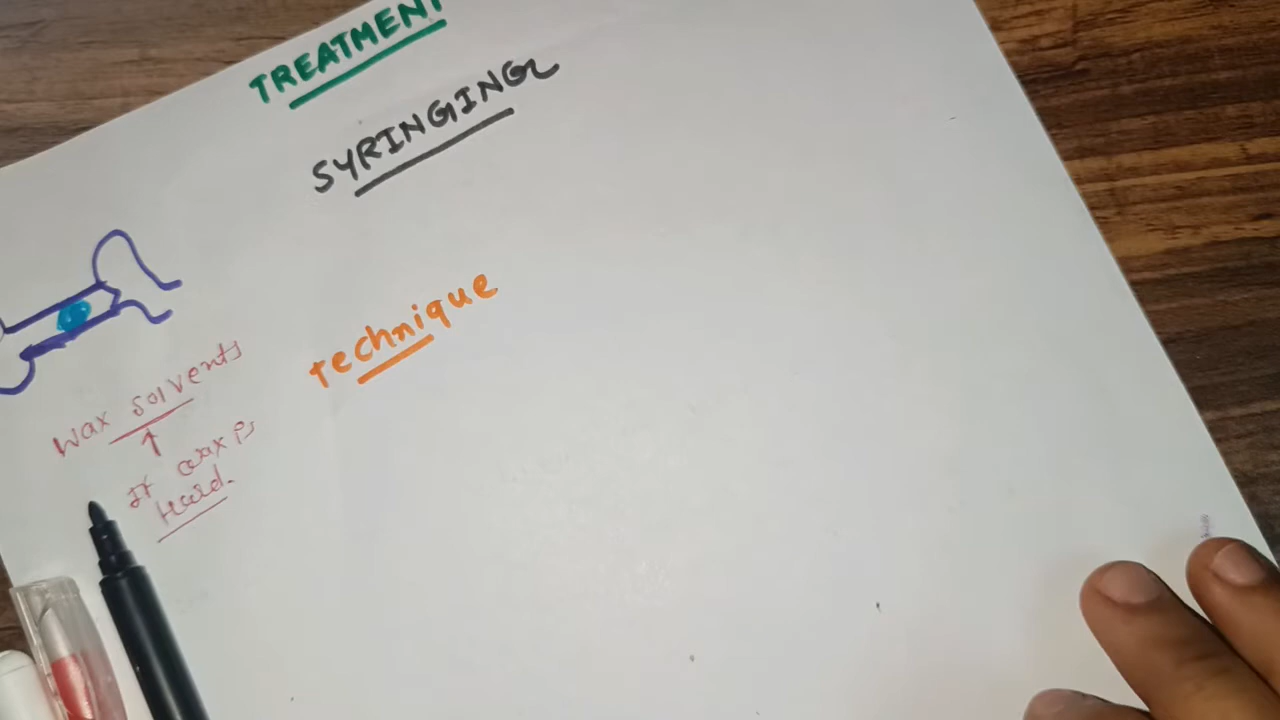 TREATMENT
SYRINGING
Technique
Wax solvents
↑
If wax is
Hard.